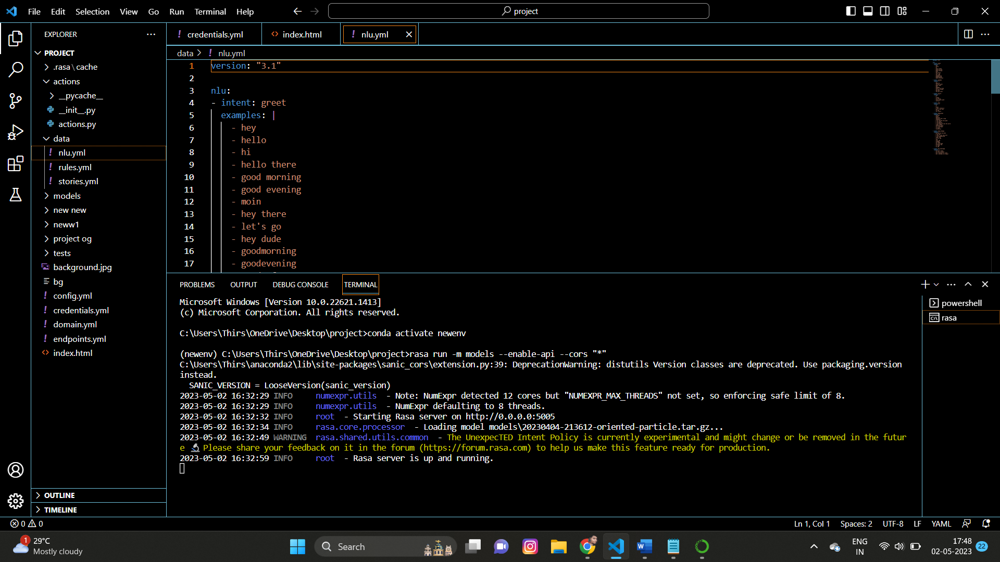 File Edit Selection View Go Run Terminal Help
project
EXPLORER
PROJECT
.rasa\cache
actions
__pycache__
__init__.py
actions.py
data
nlu.yml
rules.yml
stories.yml
models
new new
neww1
project og
tests
background.jpg
bg
config.yml
credentials.yml
domain.yml
endpoints.yml
index.html
OUTLINE
TIMELINE
credentials.yml index.html nlu.yml
data > nlu.yml
1 version: "3.1"
2
3 nlu:
4 - intent: greet
5 examples: |
6 - hey
7 - hello
8 - hi
9 - hello there
10 - good morning
11 - good evening
12 - moin
13 - hey there
14 - let's go
15 - hey dude
16 - goodmorning
17 - goodevening
PROBLEMS OUTPUT DEBUG CONSOLE TERMINAL
Microsoft Windows [Version 10.0.22621.1413]
(c) Microsoft Corporation. All rights reserved.
C:\Users\Thirs\OneDrive\Desktop\project>conda activate newenv
(newenv) C:\Users\Thirs\OneDrive\Desktop\project>rasa run -m models --enable-api --cors "*"
C:\Users\Thirs\anaconda2\lib\site-packages\sanic_cors\extension.py:39: DeprecationWarning: distutils Version classes are deprecated. Use packaging.version
instead.
SANIC_VERSION = LooseVersion(sanic_version)
2023-05-02 16:32:29 INFO numexpr.utils - Note: NumExpr detected 12 cores but "NUMEXPR_MAX_THREADS" not set, so enforcing safe limit of 8.
2023-05-02 16:32:29 INFO numexpr.utils - NumExpr defaulting to 8 threads.
2023-05-02 16:32:32 INFO root - Starting Rasa server on http://0.0.0.0:5005
2023-05-02 16:32:34 INFO rasa.core.processor - Loading model models\20230404-213612-oriented-particle.tar.gz...
2023-05-02 16:32:49 WARNING rasa.shared.utils.common - The UnexpecTED Intent Policy is currently experimental and might change or be removed in the futur
e 🔬 Please share your feedback on it in the forum (https://forum.rasa.com) to help us make this feature ready for production.
2023-05-02 16:32:59 INFO root - Rasa server is up and running.
powershell
rasa
0 0
Ln 1, Col 1 Spaces: 2 UTF-8 LF YAML
1 29°C
Mostly cloudy
Search
ENG
IN
17:48
02-05-2023
22